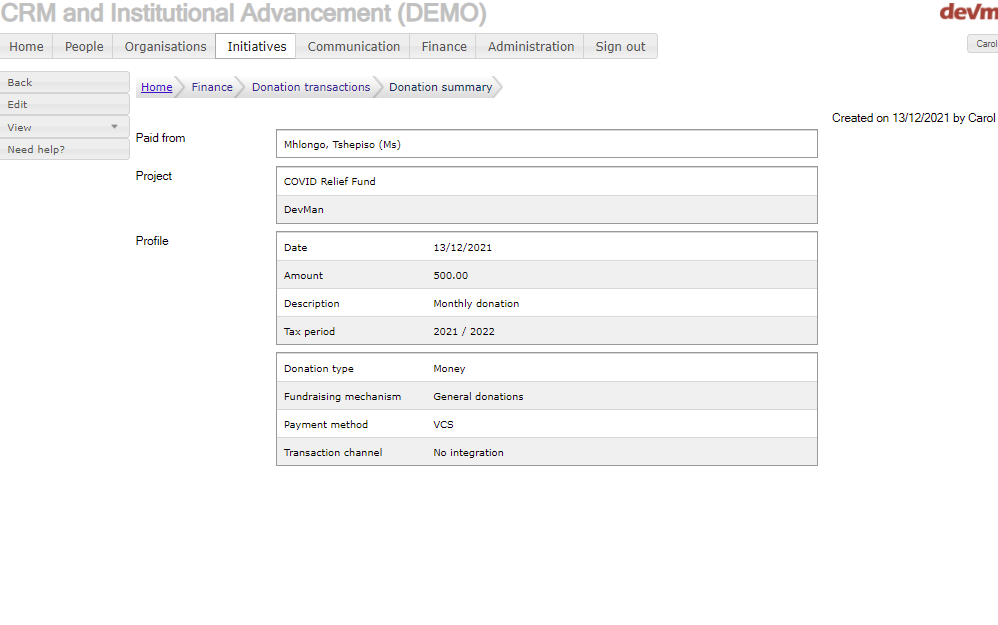 CRM and Institutional Advancement (DEMO)
devm
Home People Organisations Initiatives Communication Finance Administration Sign out
Carol
Back
Edit
View
Need help?
Home Finance Donation transactions Donation summary
Created on 13/12/2021 by Carol
Paid from
Mhlongo, Tshepiso (Ms)
Project
COVID Relief Fund
DevMan
Profile
Date 13/12/2021
Amount 500.00
Description Monthly donation
Tax period 2021 / 2022
Donation type Money
Fundraising mechanism General donations
Payment method VCS
Transaction channel No integration